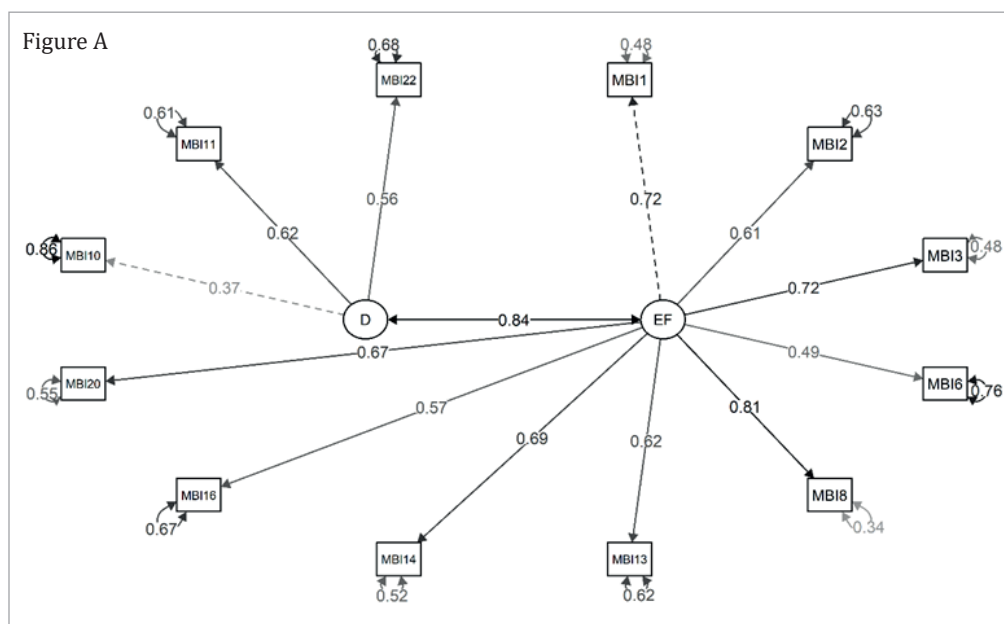 Figure A
0.68
0.48
MBI22
MBI1
0.61
0.63
MBI11
MBI2
0.56
0.72
0.62
0.61
0.86
MBI10
MBI3
0.48
0.37
0.72
D
0.84
EF
0.67
0.49
0.55
MBI20
MBI6
0.76
0.57
0.81
0.69
0.62
MBI16
MBI8
0.67
0.34
MBI14
MBI13
0.52
0.62